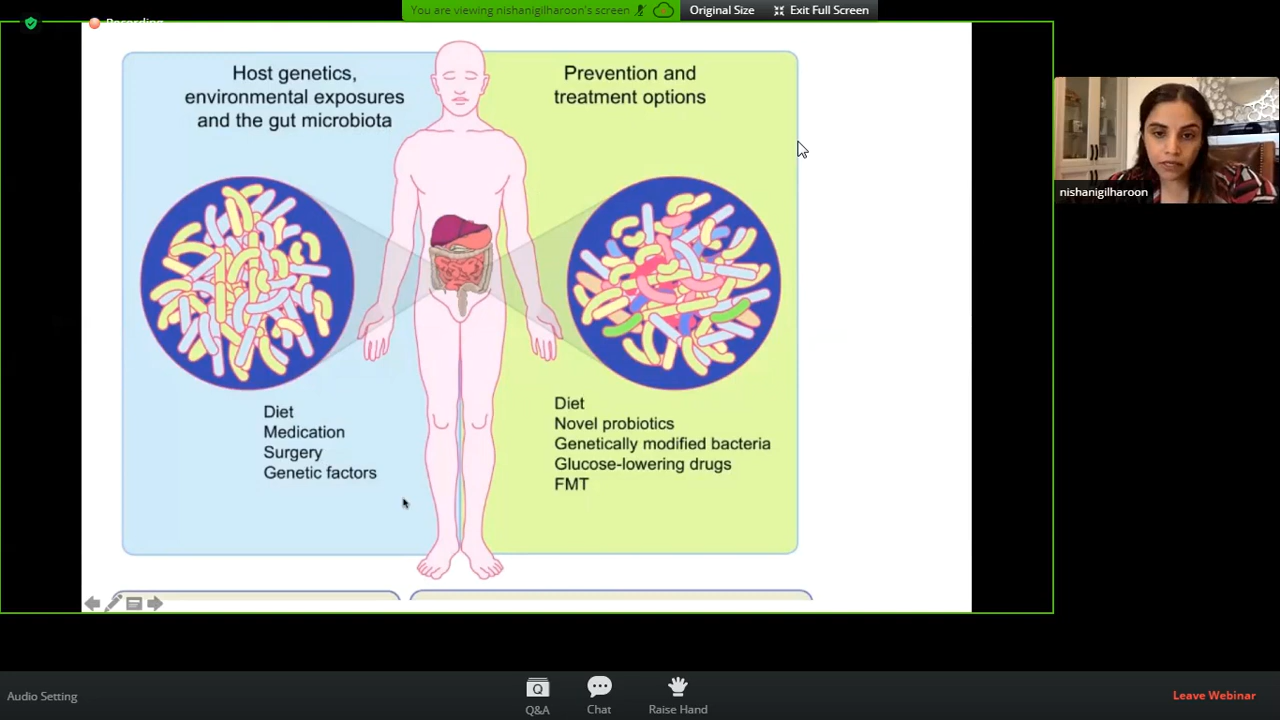 You are viewing nishanigilharoon's screen
Original Size
Exit Full Screen
Recording
Host genetics,
environmental exposures
and the gut microbiota
Prevention and
treatment options
nishanigilharoon
Diet
Medication
Surgery
Genetic factors
Diet
Novel probiotics
Genetically modified bacteria
Glucose-lowering drugs
FMT
Audio Setting
Q&A
Chat
Raise Hand
Leave Webinar